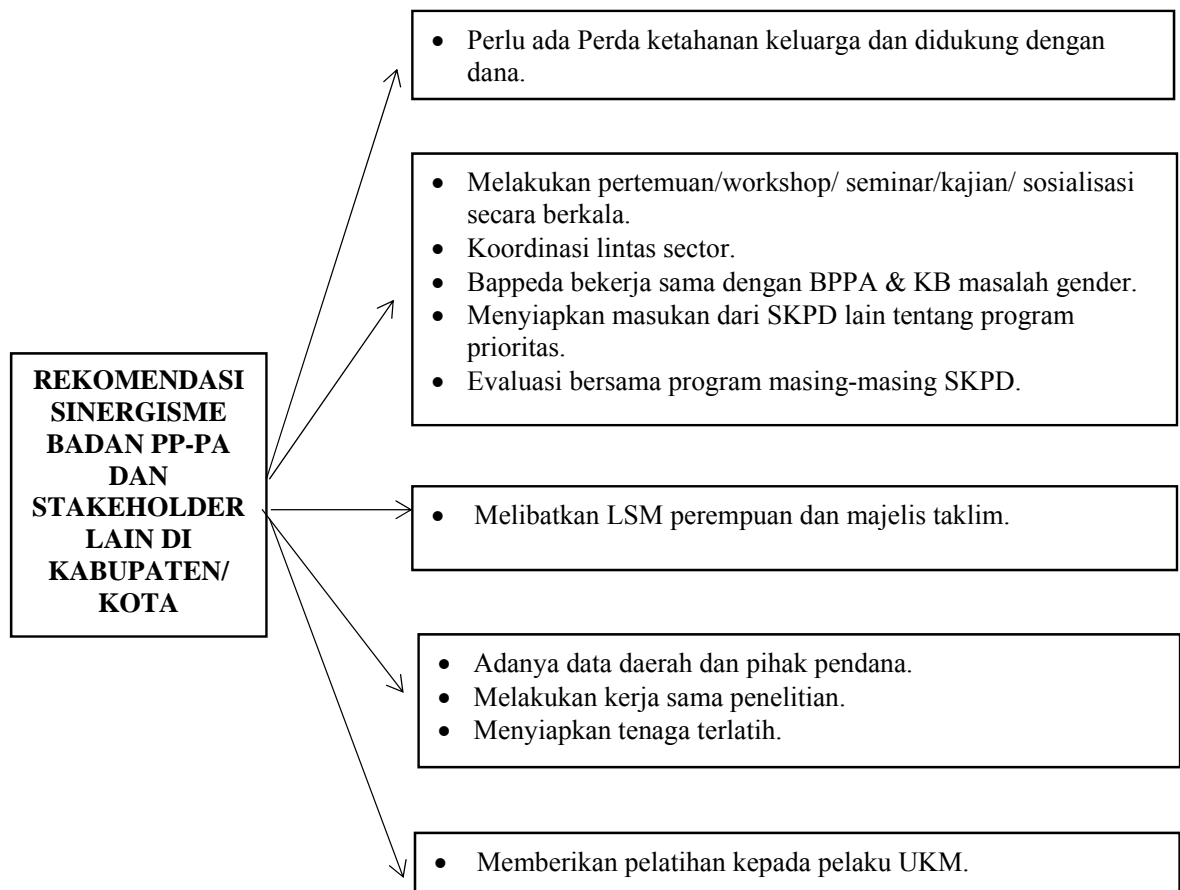 • Perlu ada Perda ketahanan keluarga dan didukung dengan
dana.
• Melakukan pertemuan/workshop/ seminar/kajian/ sosialisasi
secara berkala.
• Koordinasi lintas sector.
• Bappeda bekerja sama dengan BPPA & KB masalah gender.
• Menyiapkan masukan dari SKPD lain tentang program
prioritas.
• Evaluasi bersama program masing-masing SKPD.
REKOMENDASI
SINERGISME
BADAN PP-PA
DAN
STAKEHOLDER
LAIN DI
KABUPATEN/
KOTA
• Melibatkan LSM perempuan dan majelis taklim.
• Adanya data daerah dan pihak pendana.
• Melakukan kerja sama penelitian.
• Menyiapkan tenaga terlatih.
• Memberikan pelatihan kepada pelaku UKM.